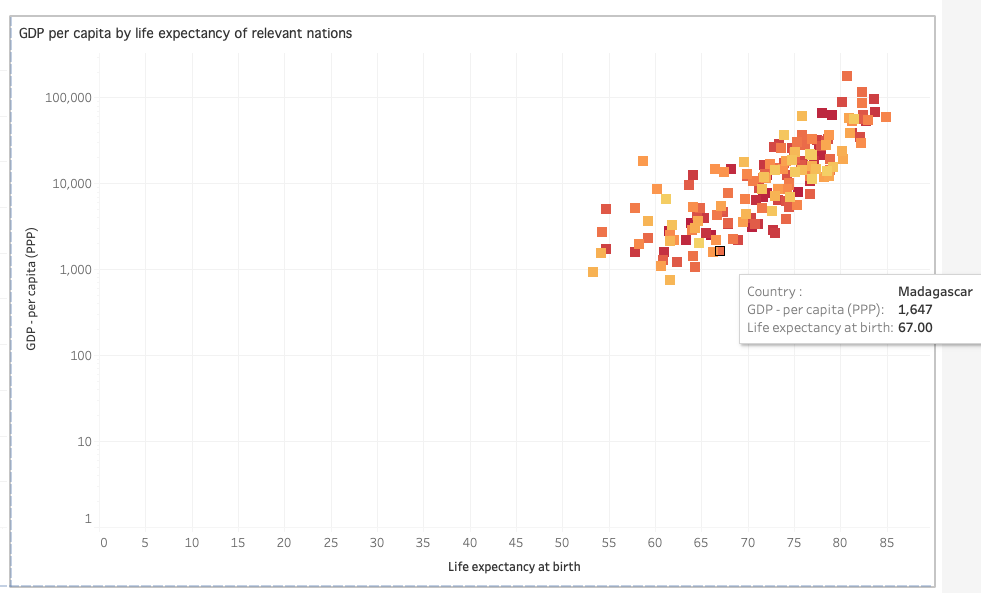 GDP per capita by life expectancy of relevant nations
100,000
10,000
1,000
100
10
1
GDP - per capita (PPP)
0 5 10 15 20 25 30 35 40 45 50 55 60 65 70 75 80 85
Life expectancy at birth
Country : Madagascar
GDP - per capita (PPP): 1,647
Life expectancy at birth: 67.00